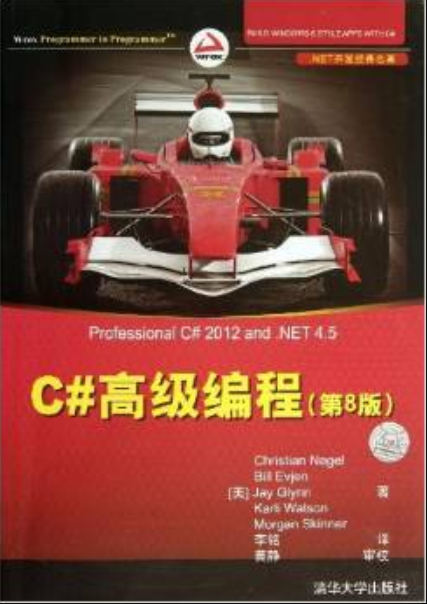 Wrox Programmer to Programmer™
BUILD WINDOWS 8 STYLE APPS WITH C#
wrox
.NET开发经典名著
Professional C# 2012 and .NET 4.5
C#高级编程(第8版)
Christian Nagel
Bill Evjen
[美] Jay Glynn 著
Karli Watson
Morgan Skinner
李铭 译
黄静 审校
清华大学出版社